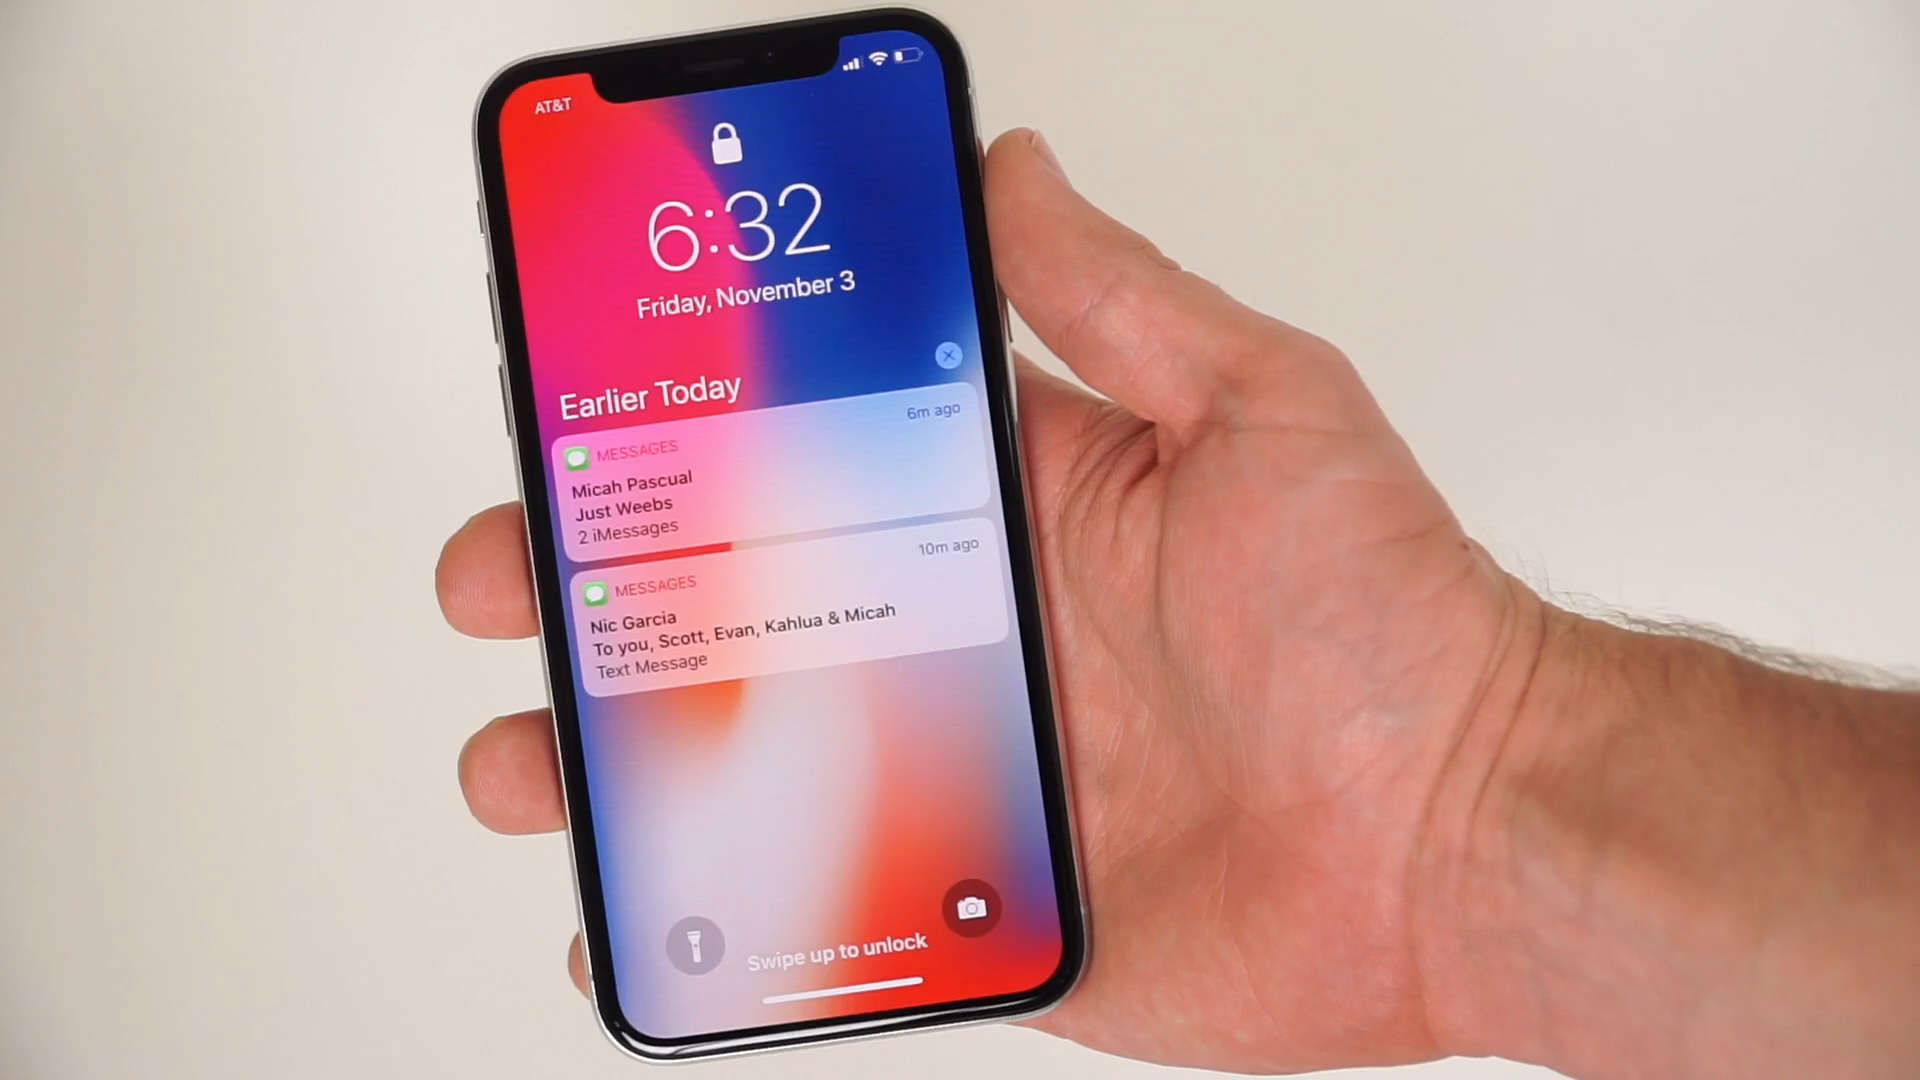 AT&T
6:32
Friday, November 3
Earlier Today
MESSAGES
6m ago
Micah Pascual
Just Weebs
2 iMessages
MESSAGES
10m ago
Nic Garcia
To you, Scott, Evan, Kahlua & Micah
Text Message
Swipe up to unlock